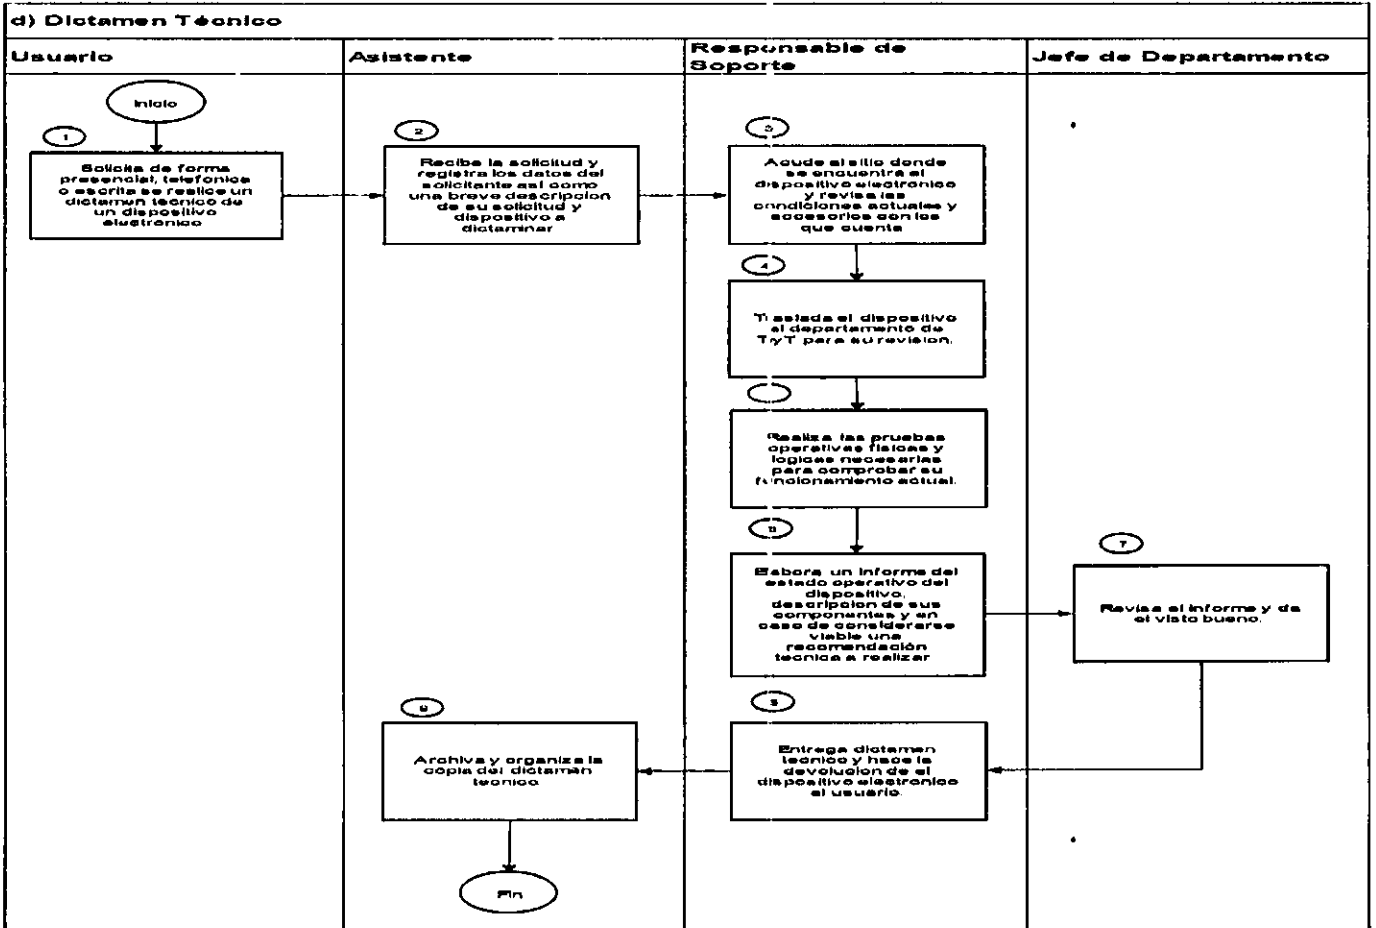 d) Dictamen Técnico
Usuario
Asistente
Responsable de
Soporte
Jefe de Departamento
Inicio
1
Solicita de forma
presencial, telefonica
o escrita se realice un
dictamen tecnico de
un dispositivo
electrónico
2
Recibe la solicitud y
registra los datos del
solicitante asi como
una breve descripcion
de su solicitud y
dispositivo a
dictaminar
3
Acude al sitio donde
se encuentra el
dispositivo electronico
y revisa las
condiciones actuales y
accesorios con los
que cuenta
4
Traslada el dispositivo
al departamento de
TyT para su revision.
Realiza las pruebas
operativas fisicas y
logicas necesarias
para comprobar su
funcionamiento actual.
6
Elabora un informe del
estado operativo del
dispositivo,
descripcion de sus
componentes y en
caso de considerarse
viable una
recomendación
tecnica a realizar
7
Revisa el informe y da
el visto bueno.
8
Entrega dictamen
tecnico y hace la
devolucion de el
dispositivo electronico
al usuario.
9
Archiva y organiza la
copia del dictamen
tecnico
Fin